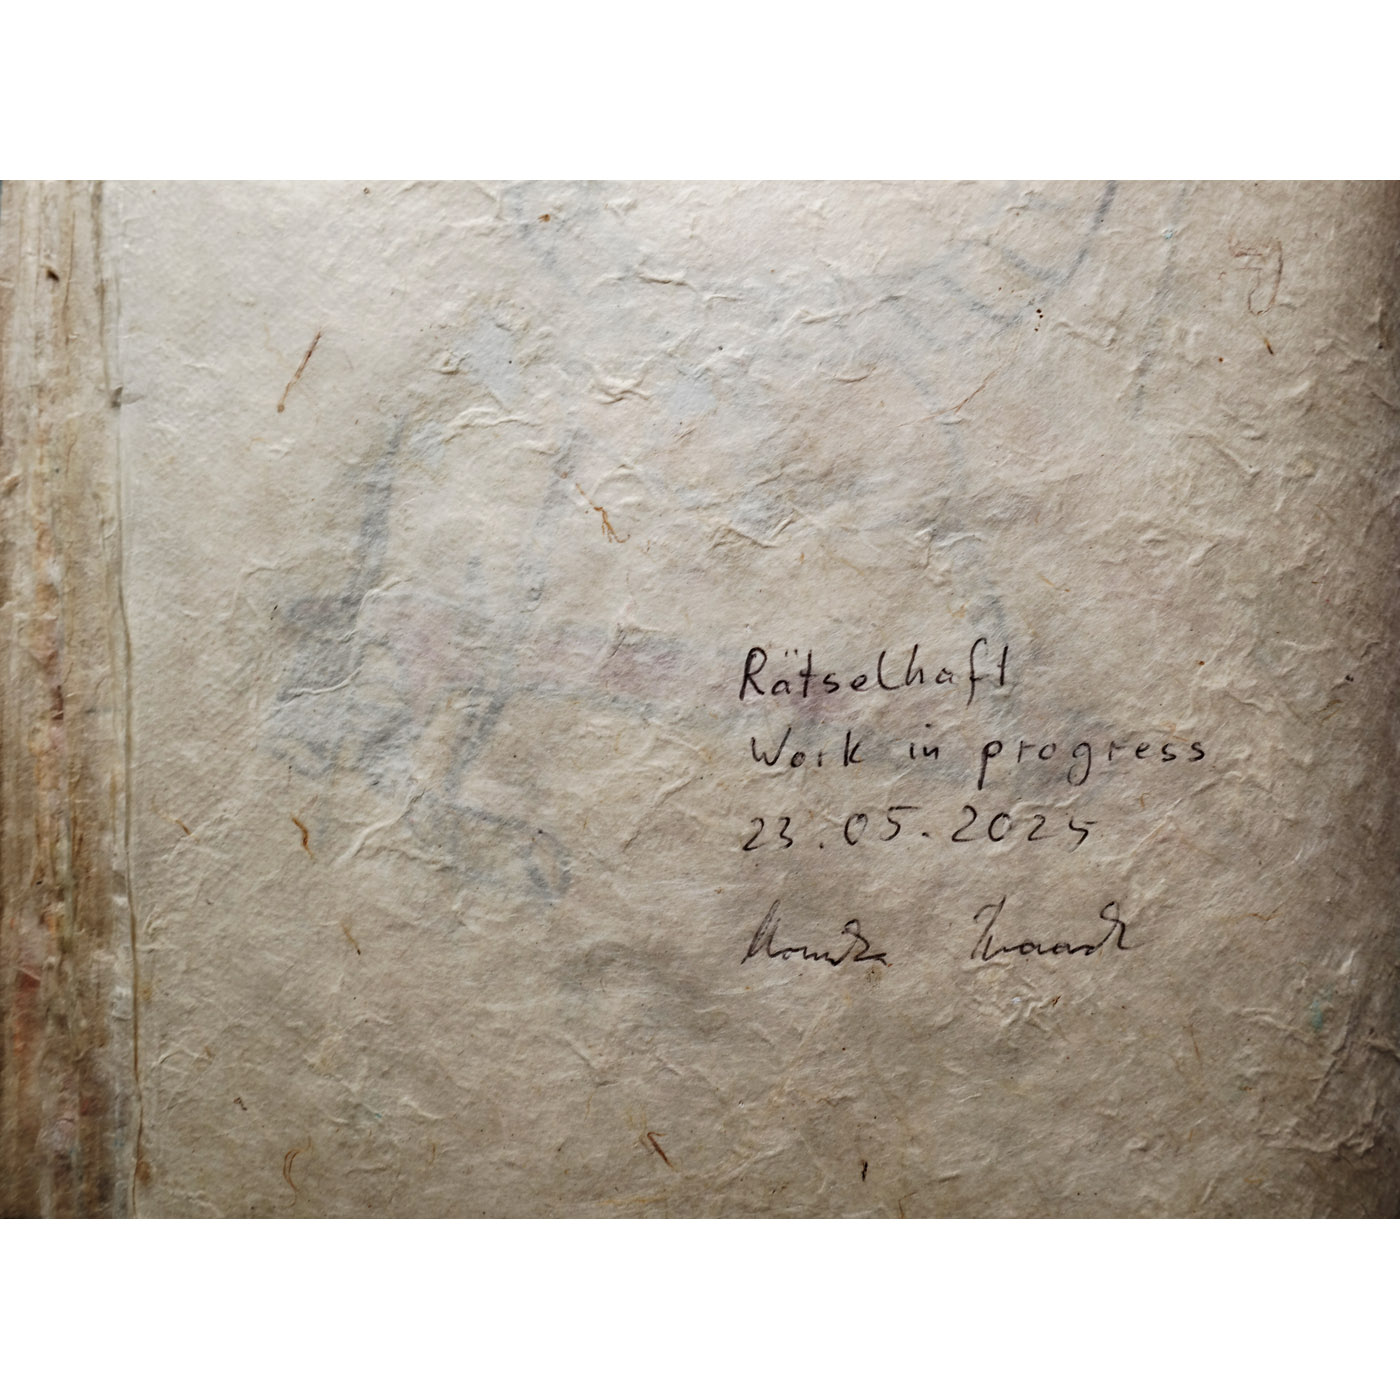 Rätselhaft
Work in progress
23.05.2025